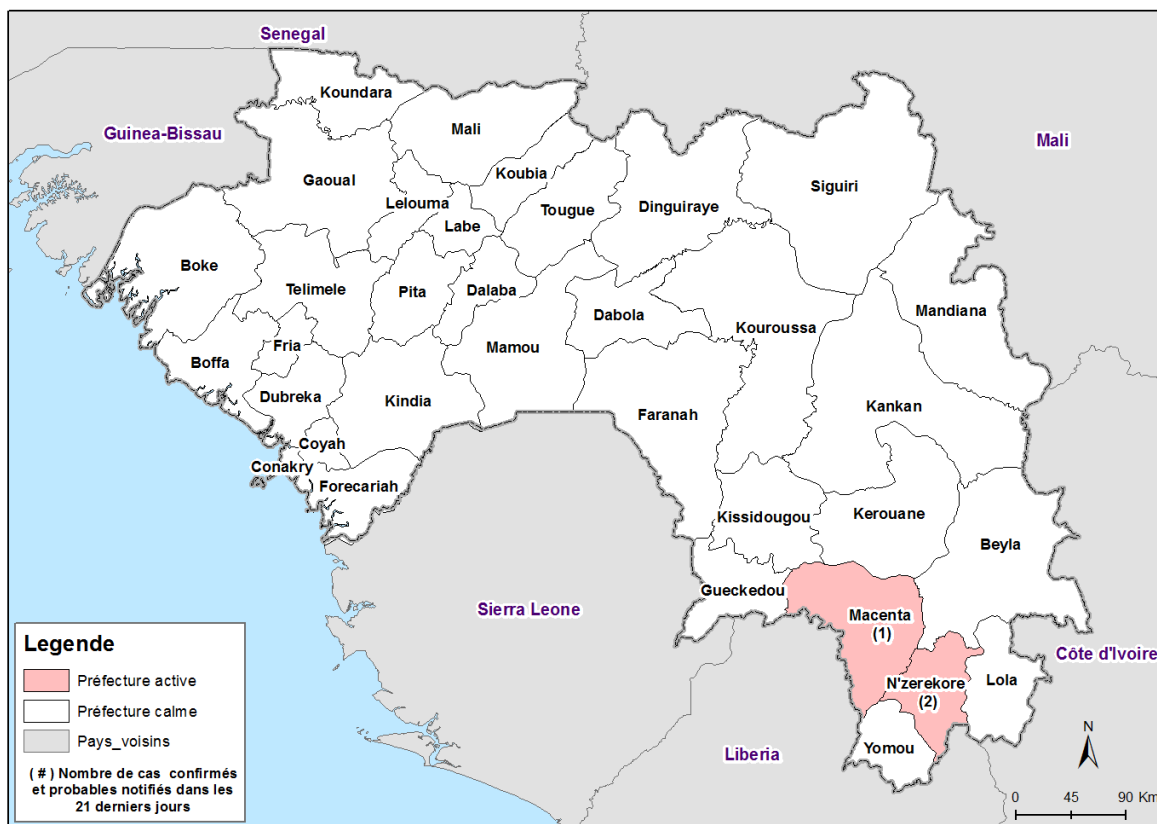 Senegal
Koundara
Guinea-Bissau
Mali
Mali
Koubia
Gaoual
Siguiri
Lelouma
Tougue
Dinguiraye
Labe
Boke
Telimele
Pita
Dalaba
Mandiana
Dabola
Kouroussa
Fria
Mamou
Boffa
Dubreka
Kindia
Kankan
Faranah
Coyah
Conakry
Forecariah
Kissidougou
Kerouane
Beyla
Gueckedou
Sierra Leone
Macenta
(1)
Côte d'Ivoire
N'zerekore
(2)
Lola
Yomou
Liberia
Legende
Préfecture active
Préfecture calme
Pays_voisins
( # ) Nombre de cas confirmés
et probables notifiés dans les
21 derniers jours
N
0 45 90 Km